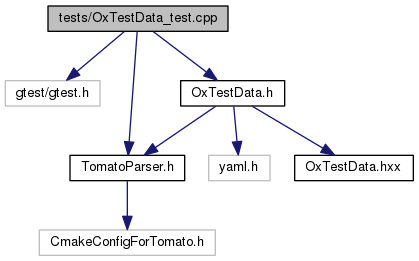 tests/OxTestData_test.cpp
gtest/gtest.h
OxTestData.h
TomatoParser.h
yaml.h
OxTestData.hxx
CmakeConfigForTomato.h